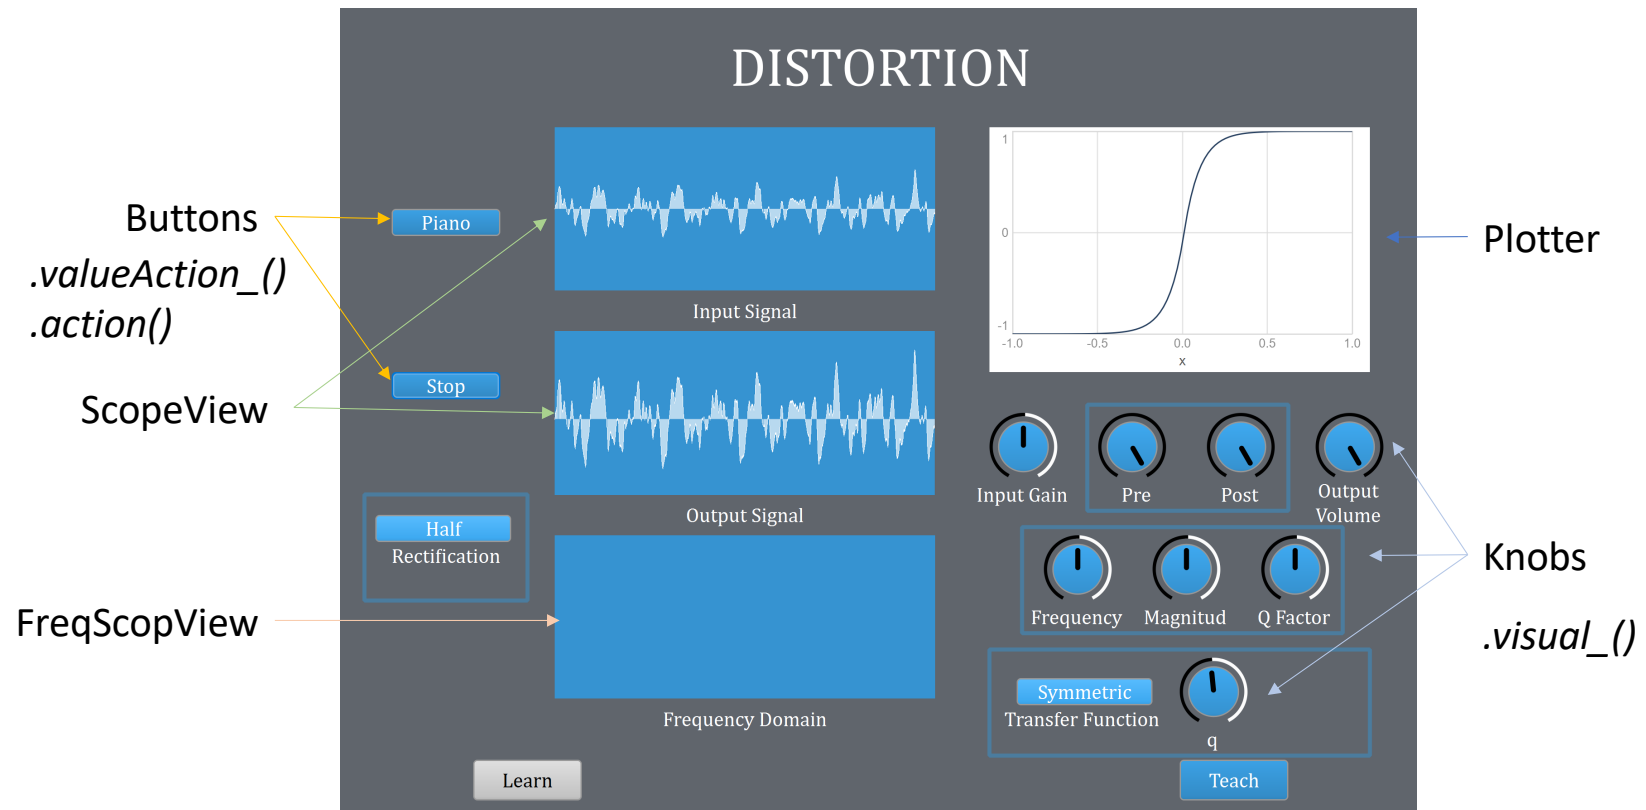 DISTORTION
Buttons
.valueAction_()
.action()
ScopeView
FreqScopView
Piano
Stop
Half
Rectification
Input Signal
Output Signal
Frequency Domain
Learn
1
0
-1
-1.0 -0.5 0.0 0.5 1.0
x
Input Gain
Pre
Post
Output
Volume
Frequency
Magnitud
Q Factor
Symmetric
Transfer Function
q
Teach
Plotter
Knobs
.visual_()